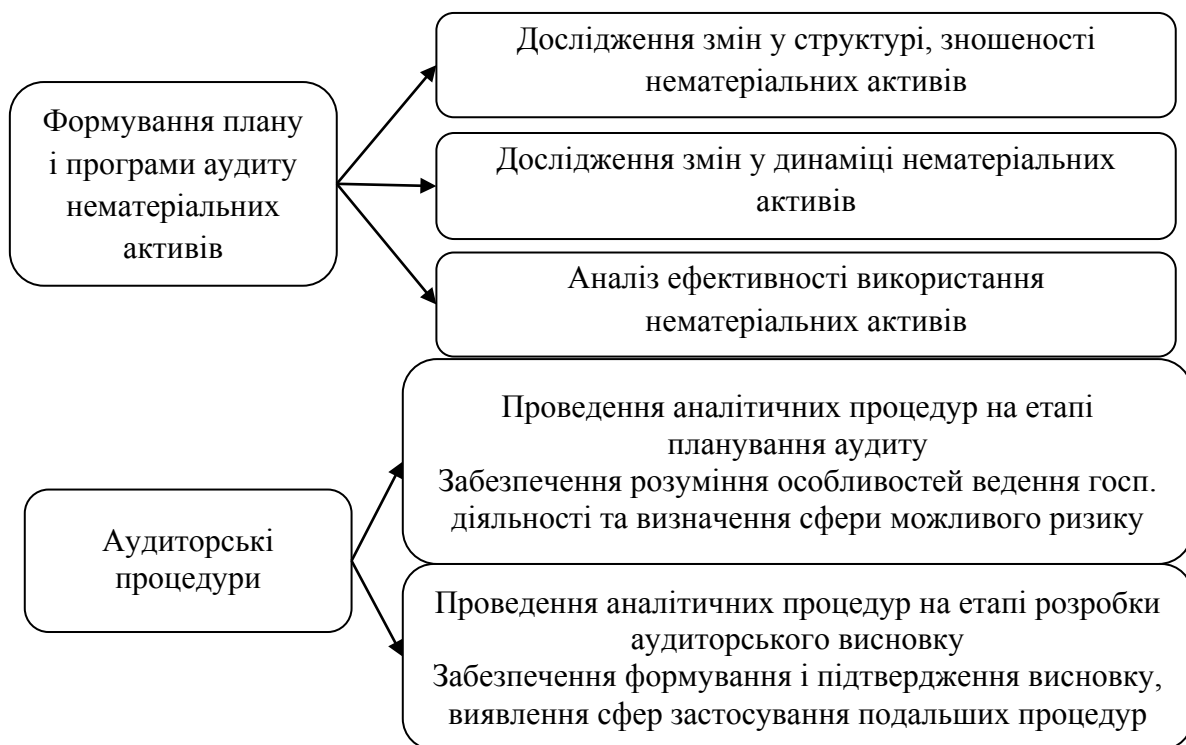 Формування плану
і програми аудиту
нематеріальних
активів
Дослідження змін у структурі, зношеності
нематеріальних активів
Дослідження змін у динаміці нематеріальних
активів
Аналіз ефективності використання
нематеріальних активів
Аудиторські
процедури
Проведення аналітичних процедур на етапі
планування аудиту
Забезпечення розуміння особливостей ведення госп.
діяльності та визначення сфери можливого ризику
Проведення аналітичних процедур на етапі розробки
аудиторського висновку
Забезпечення формування і підтвердження висновку,
виявлення сфер застосування подальших процедур